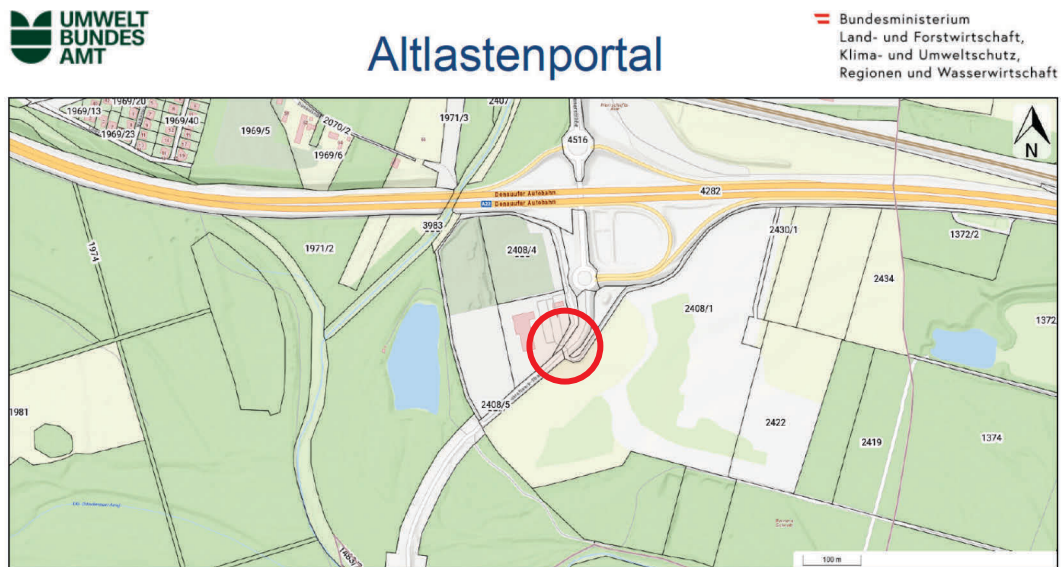 UMWELT
BUNDES
AMT
Altlastenportal
Bundesministerium
Land- und Forstwirtschaft,
Klima- und Umweltschutz,
Regionen und Wasserwirtschaft
1969/20
1969/13
1969/40
1969/23
1969/5
2070/2
1969/6
1971/3
2407
4516
N
Donauufer Autobahn
A22
Donauufer Autobahn
4282
3983
1974
1971/2
2408/4
2430/1
1372/2
2434
2408/1
1372
2408/5
1981
2422
2419
1374
100 m